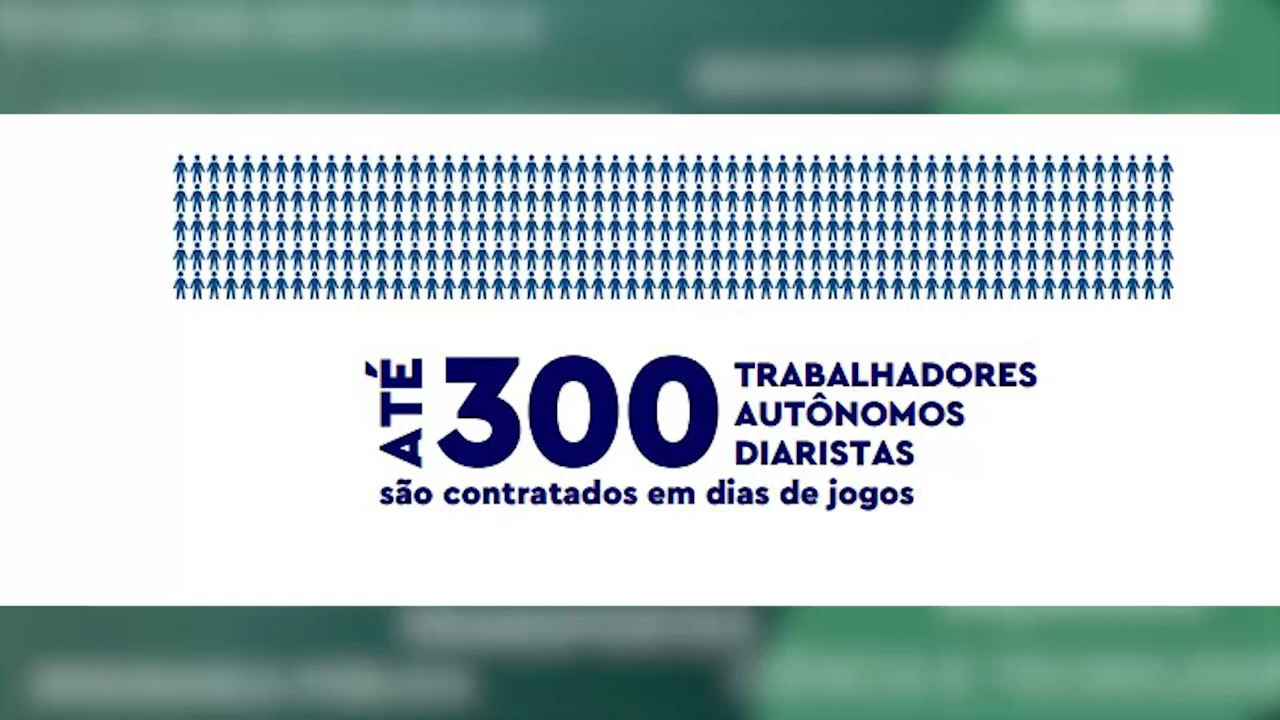 ATÉ 300 TRABALHADORES
AUTÔNOMOS
DIARISTAS
são contratados em dias de jogos